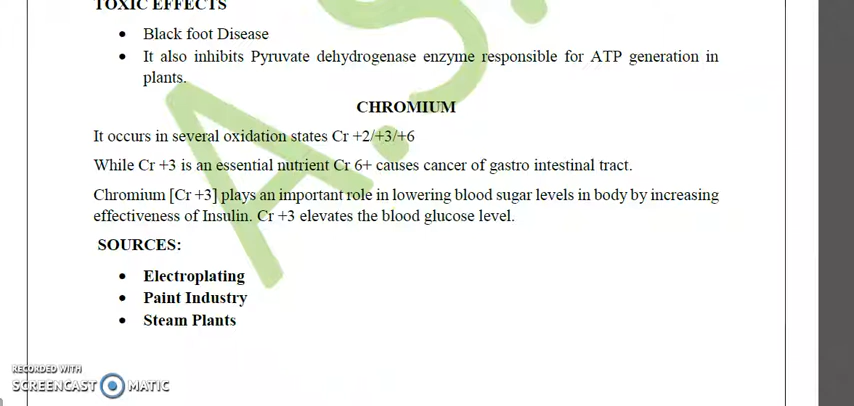 TOXIC EFFECTS
• Black foot Disease
• It also inhibits Pyruvate dehydrogenase enzyme responsible for ATP generation in
plants.
CHROMIUM
It occurs in several oxidation states Cr +2/+3/+6
While Cr +3 is an essential nutrient Cr 6+ causes cancer of gastro intestinal tract.
Chromium [Cr +3] plays an important role in lowering blood sugar levels in body by increasing
effectiveness of Insulin. Cr +3 elevates the blood glucose level.
SOURCES:
• Electroplating
• Paint Industry
• Steam Plants
RECORDED WITH
SCREENCAST MATIC